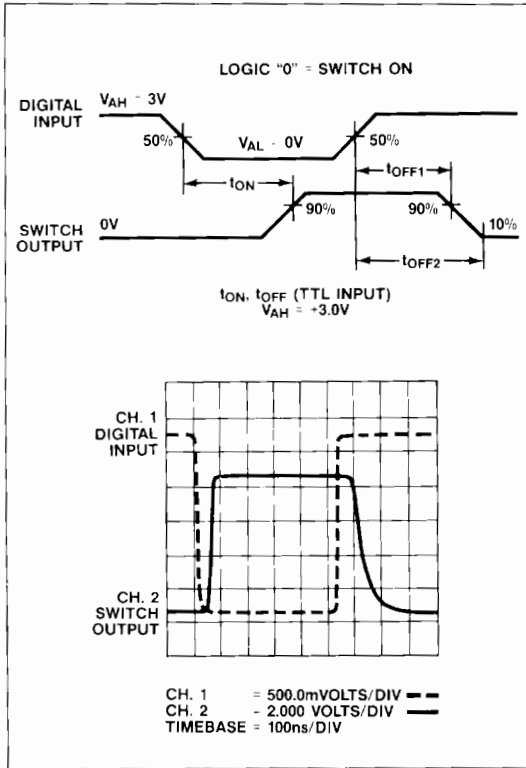 LOGIC "0" = SWITCH ON
DIGITAL
INPUT
VAH - 3V
50%
VAL - 0V
50%
tON
tOFF1
SWITCH
OUTPUT
0V
90%
90%
10%
tOFF2
tON, tOFF (TTL INPUT)
VAH = +3.0V
CH. 1
DIGITAL
INPUT
CH. 2
SWITCH
OUTPUT
CH. 1 = 500.0mVOLTS/DIV
CH. 2 - 2.000 VOLTS/DIV
TIMEBASE = 100ns/DIV